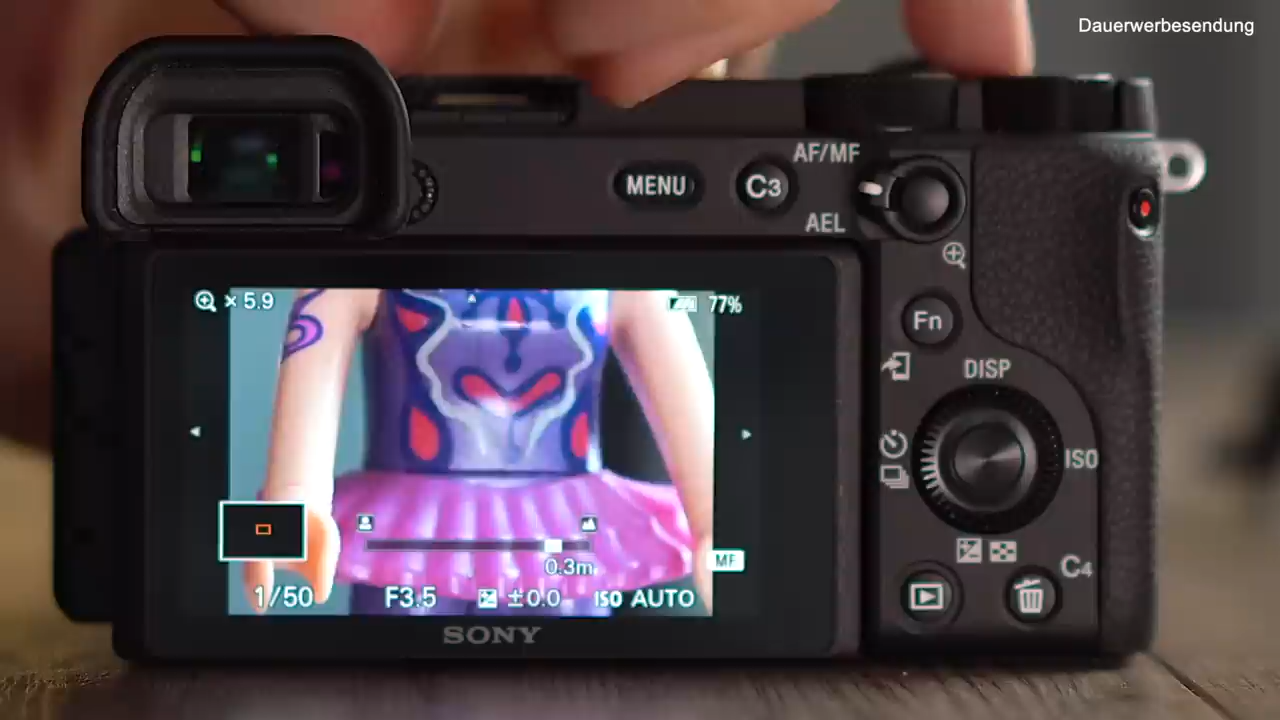 Dauerwerbesendung
AF/MF
MENU
C3
AEL
× 5.9
77%
Fn
DISP
ISO
0.3m
MF
1/50
F3.5
±0.0
ISO AUTO
C4
SONY